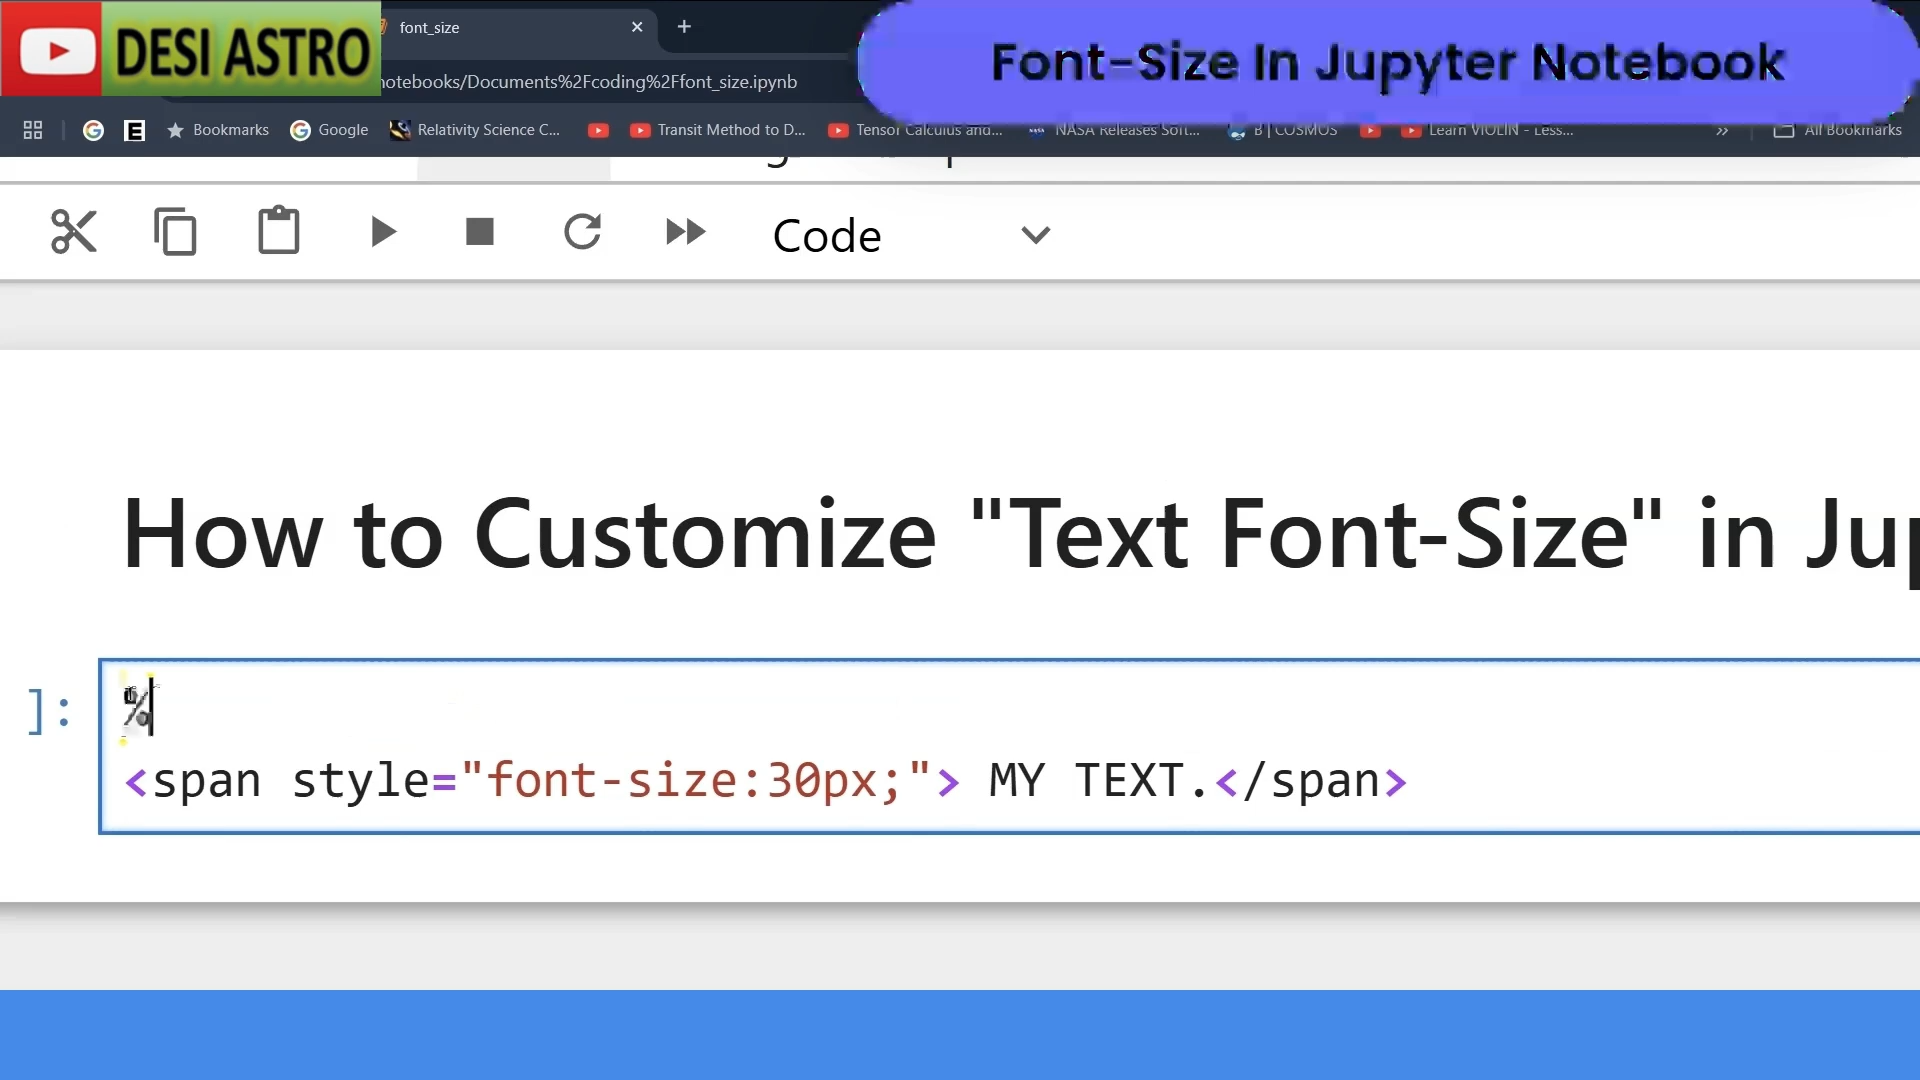 DESI ASTRO
font_size
Font-Size In Jupyter Notebook
notebooks/Documents%2Fcoding%2Ffont_size.ipynb
Bookmarks
Google
Relativity Science C...
Transit Method to D...
Tensor Calculus and...
NASA Releases Soft...
B | COSMOS
Learn VIOLIN - Less...
All Bookmarks
Code
How to Customize "Text Font-Size" in Jup
]:
%
<span style="font-size:30px;"> MY TEXT.</span>